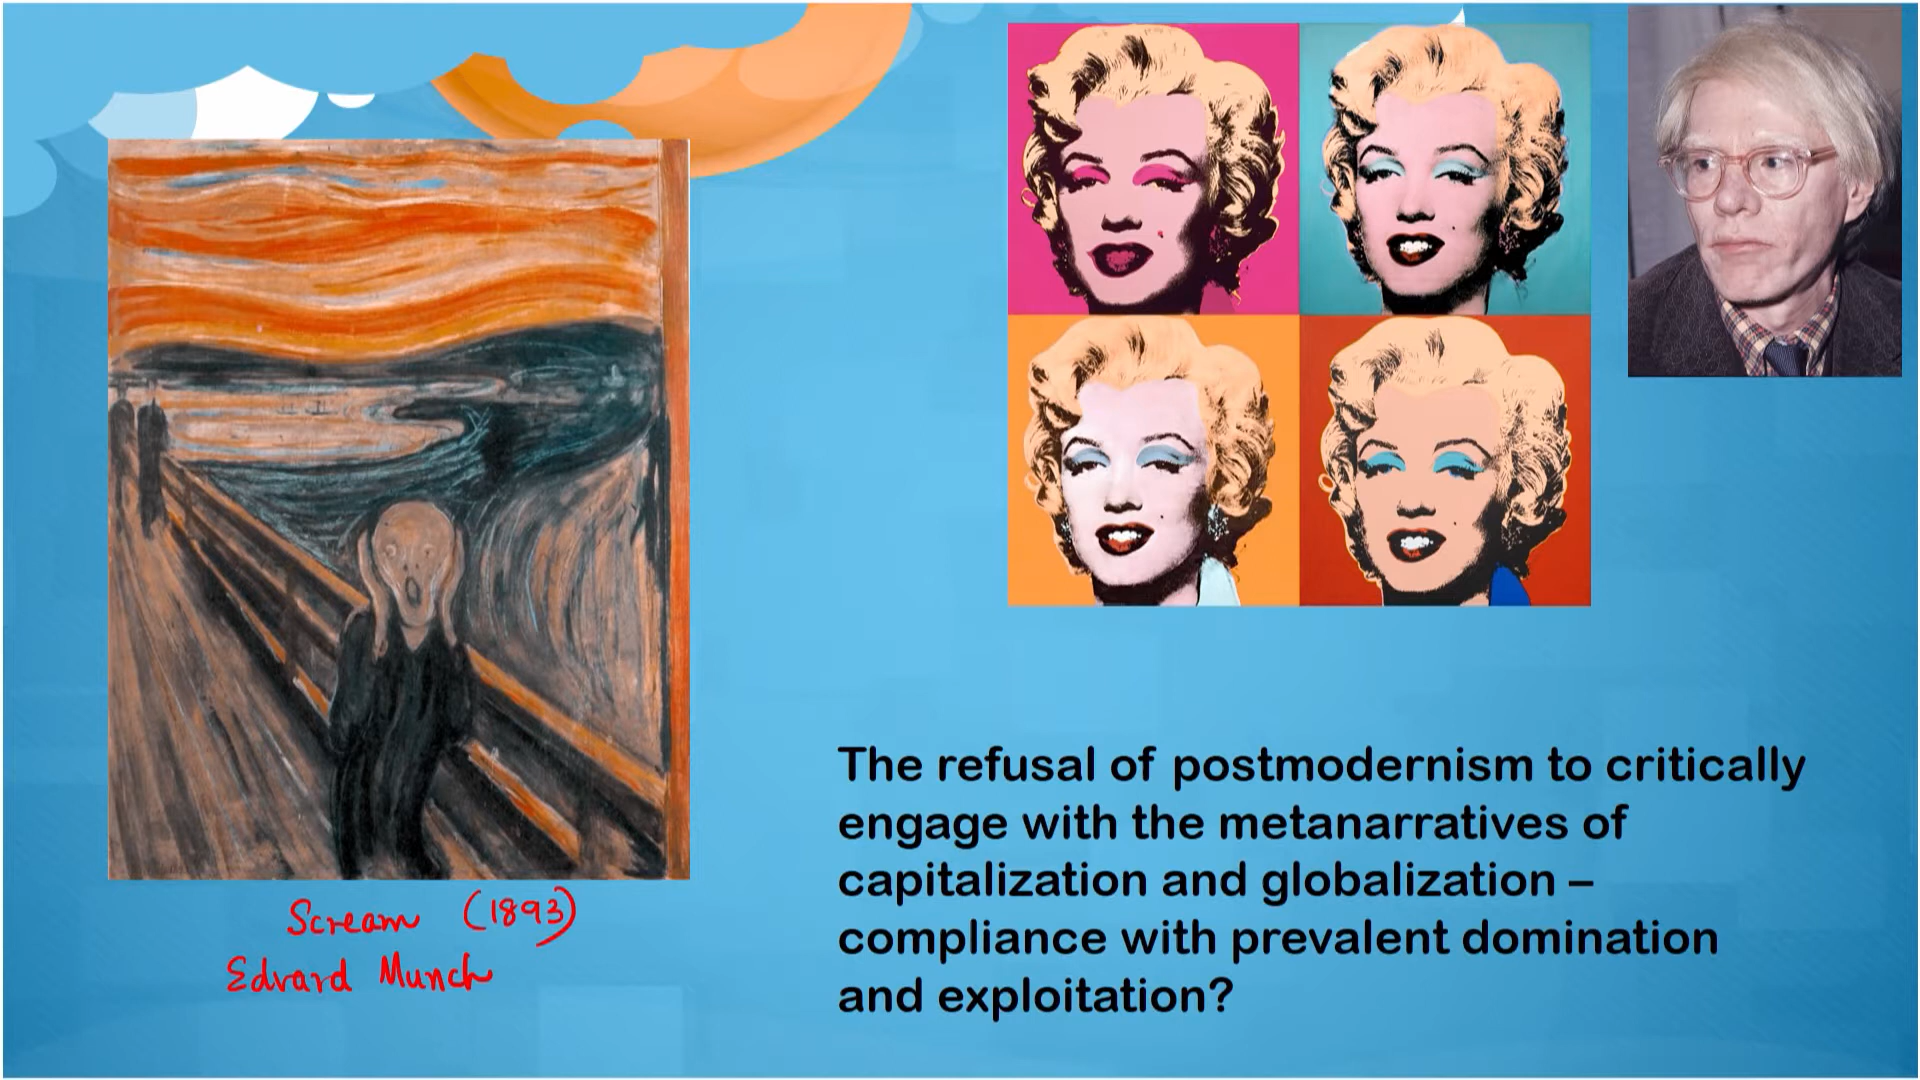 Scream (1893)
Edvard Munch
The refusal of postmodernism to critically
engage with the metanarratives of
capitalization and globalization –
compliance with prevalent domination
and exploitation?